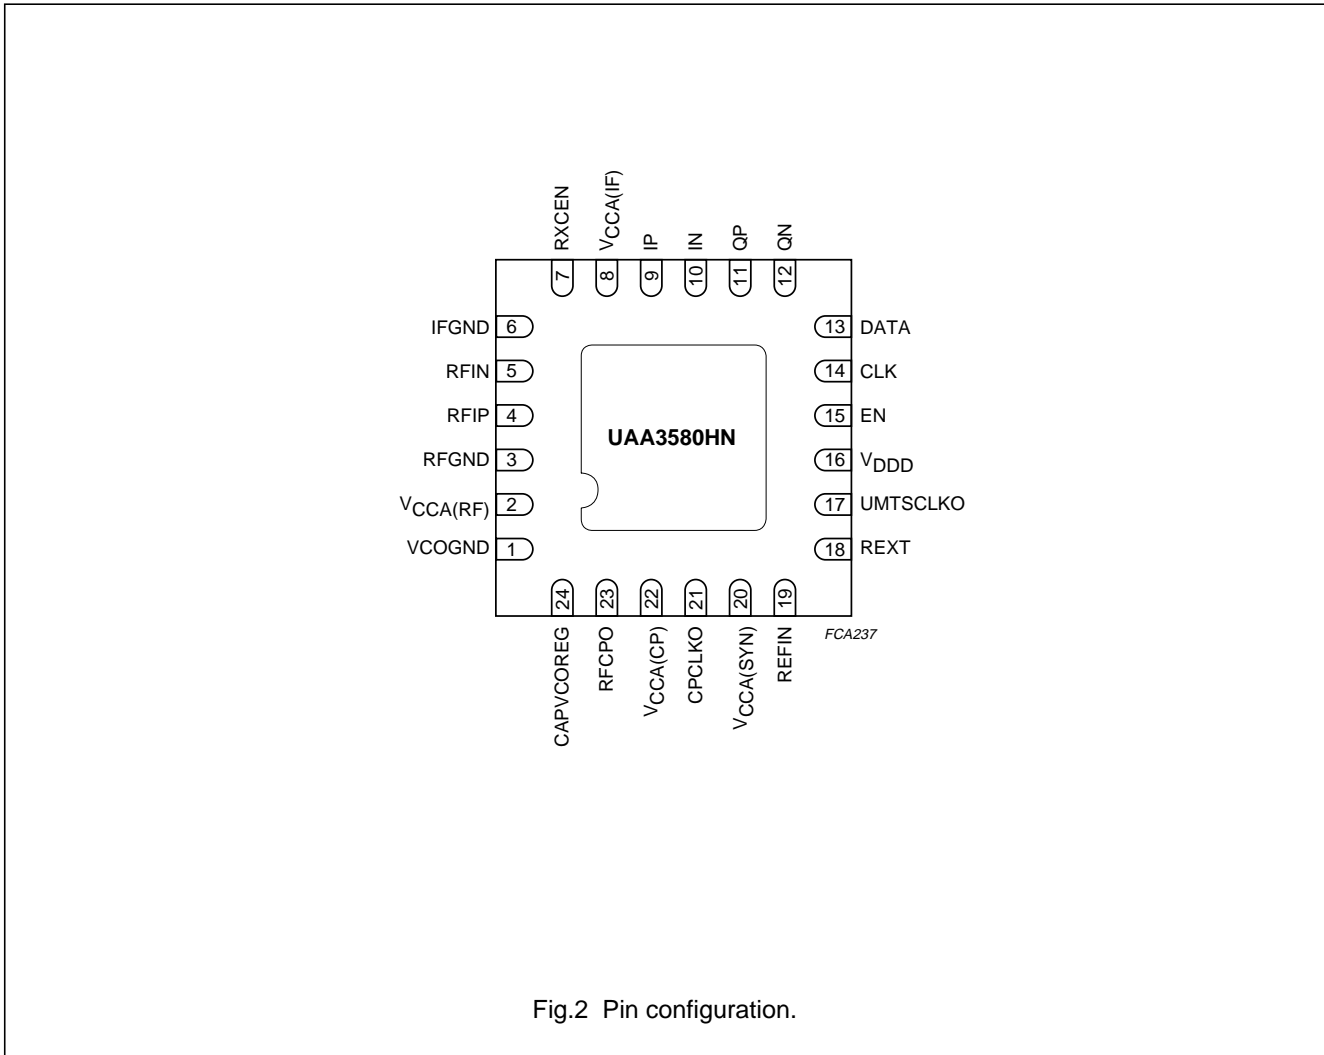 RXCEN
VCCA(IF)
IP
IN
QP
QN
7
8
9
10
11
12
IFGND 6
RFIN 5
RFIP 4
RFGND 3
VCCA(RF) 2
VCOGND 1
UAA3580HN
13 DATA
14 CLK
15 EN
16 VDDD
17 UMTSCLKO
18 REXT
24
23
22
21
20
19
CAPVCOREG
RFCPO
VCCA(CP)
CPCLKO
VCCA(SYN)
REFIN
FCA237
Fig.2 Pin configuration.